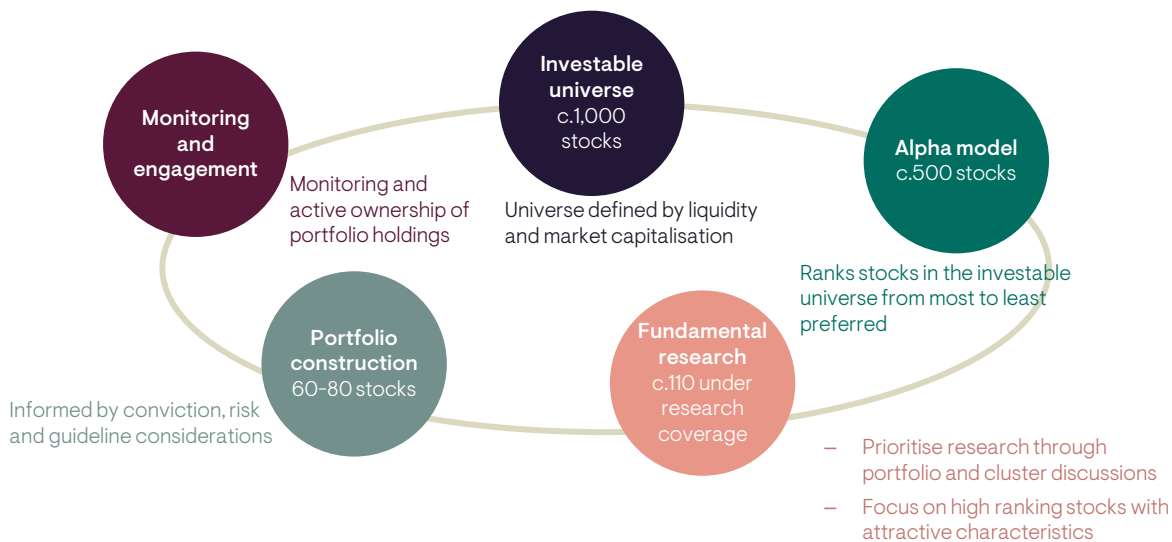 Investable
universe
c.1,000
stocks
Universe defined by liquidity
and market capitalisation
Alpha model
c.500 stocks
Ranks stocks in the investable
universe from most to least
preferred
Fundamental
research
c.110 under
research
coverage
– Prioritise research through
portfolio and cluster discussions
– Focus on high ranking stocks with
attractive characteristics
Portfolio
construction
60-80 stocks
Informed by conviction, risk
and guideline considerations
Monitoring
and
engagement
Monitoring and
active ownership of
portfolio holdings